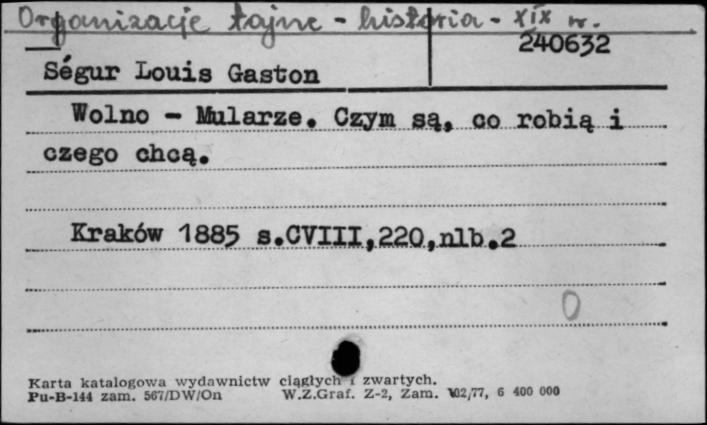 Organizacje tajne - historia - XIX w.
240632
Ségur Louis Gaston
Wolno - Mularze. Czym są, co robią i
czego chcą.
Kraków 1885 s.CVIII,220,nlb.2
0
Karta katalogowa wydawnictw ciągłych i zwartych.
Pu-B-144 zam. 567/DW/On W.Z.Graf. Z-2, Zam. 102/77, 6 400 000